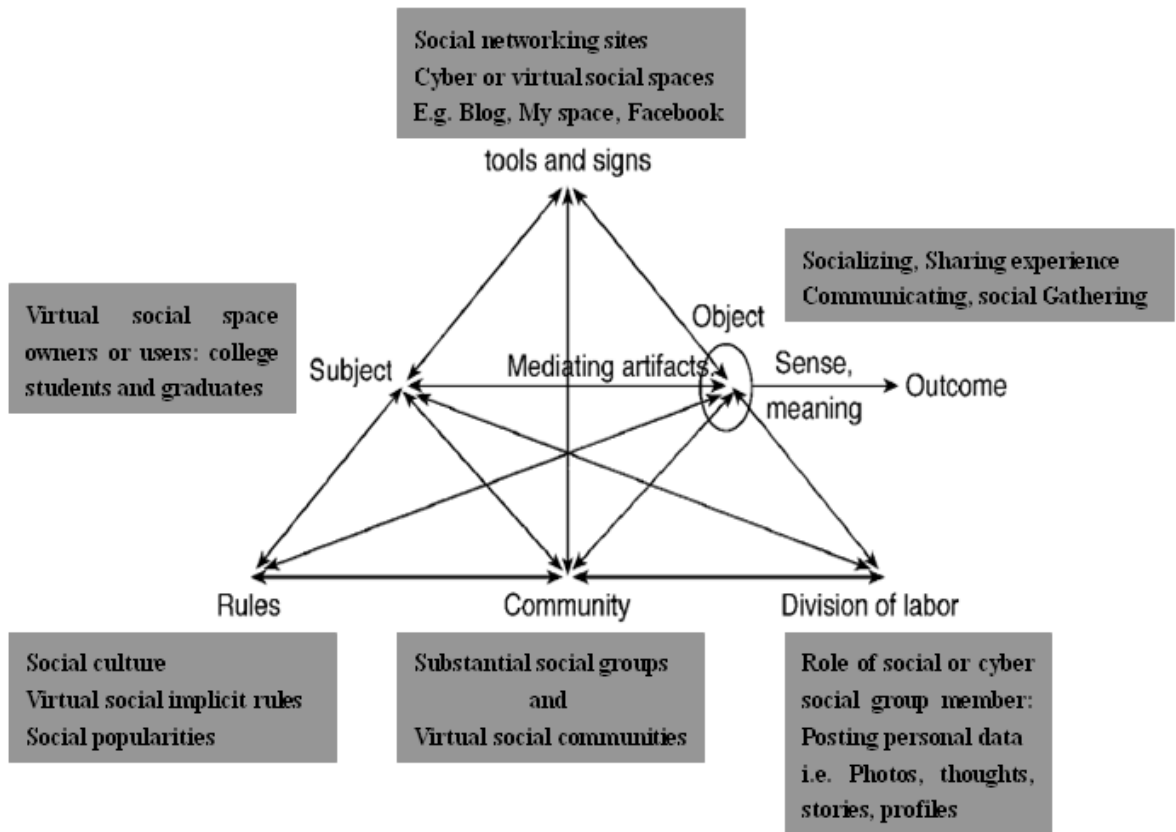 Social networking sites
Cyber or virtual social spaces
E.g. Blog, My space, Facebook
tools and signs
Socializing, Sharing experience
Communicating, social Gathering
Virtual social space
owners or users: college
students and graduates
Subject
Mediating artifacts
Object
Sense,
meaning
Outcome
Rules
Community
Division of labor
Social culture
Virtual social implicit rules
Social popularities
Substantial social groups
and
Virtual social communities
Role of social or cyber
social group member:
Posting personal data
i.e. Photos, thoughts,
stories, profiles